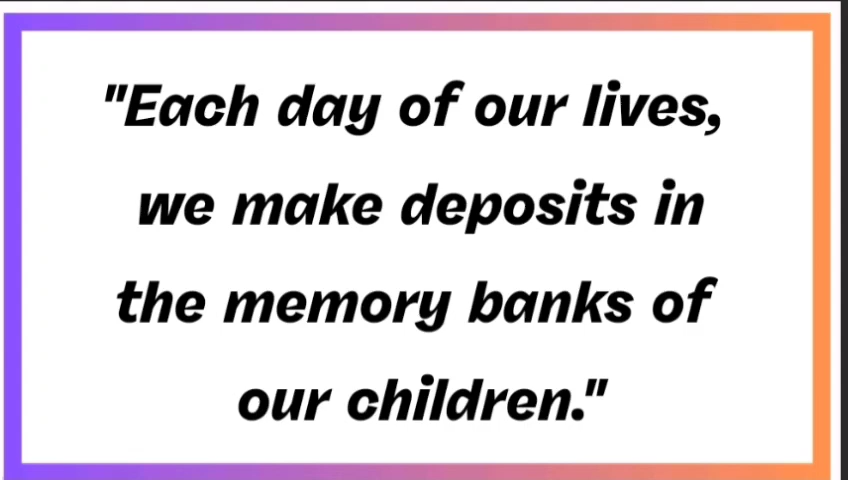 "Each day of our lives,
we make deposits in
the memory banks of
our children."